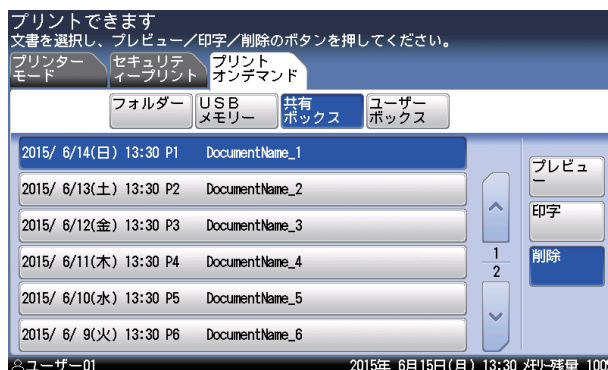 プリントできます
文書を選択し、プレビュー／印字／削除のボタンを押してください。
プリンター
モード
セキュリテ
ィープリント
プリント
オンデマンド
フォルダー
USB
メモリー
共有
ボックス
ユーザー
ボックス
2015/ 6/14(日) 13:30 P1 DocumentName_1
2015/ 6/13(土) 13:30 P2 DocumentName_2
2015/ 6/12(金) 13:30 P3 DocumentName_3
2015/ 6/11(木) 13:30 P4 DocumentName_4
2015/ 6/10(水) 13:30 P5 DocumentName_5
2015/ 6/ 9(火) 13:30 P6 DocumentName_6
1
2
プレビュ
ー
印字
削除
ユーザー01
2015年 6月15日(月) 13:30 ﾒﾓﾘｰ残量 100%